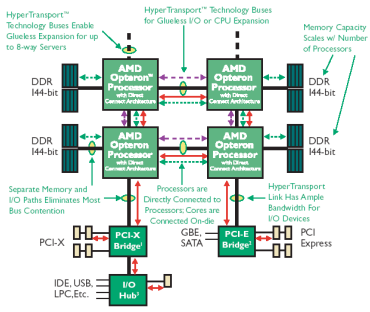 HyperTransport™
Technology Buses Enable
Glueless Expansion for up
to 8-way Servers
HyperTransport™ Technology Buses
for Glueless I/O or CPU Expansion
Memory Capacity
Scales w/ Number
of Processors
DDR
144-bit
AMD
Opteron™
Processor
with Direct
Connect Architecture
AMD
Opteron
Processor
with Direct
Connect Architecture
DDR
144-bit
DDR
144-bit
AMD
Opteron
Processor
with Direct
Connect Architecture
AMD
Opteron
Processor
with Direct
Connect Architecture
DDR
144-bit
Separate Memory and
I/O Paths Eliminates Most
Bus Contention
Processors are
Directly Connected to
Processors; Cores are
Connected On-die
HyperTransport
Link Has Ample
Bandwidth For
I/O Devices
PCI-X
PCI-X
Bridge¹
GBE,
SATA
PCI-E
Bridge²
PCI
Express
IDE, USB,
LPC,Etc.
I/O
Hub³